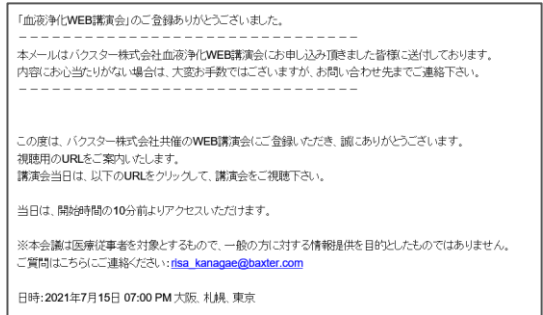 「血液浄化WEB講演会」のご登録ありがとうございました。
－－－－－－－－－－－－－－－－－－－－－－－－－－－－－－－
本メールはバクスター株式会社血液浄化WEB講演会にお申し込み頂きました皆様に送付しております。
内容にお心当たりがない場合は、大変お手数ではございますが、お問い合わせ先までご連絡下さい。
－－－－－－－－－－－－－－－－－－－－－－－－－－－－－－－
この度は、バクスター株式会社共催のWEB講演会にご登録いただき、誠にありがとうございます。
視聴用のURLをご案内いたします。
講演会当日は、以下のURLをクリックして、講演会をご視聴下さい。
当日は、開始時間の10分前よりアクセスいただけます。
※本会議は医療従事者を対象とするもので、一般の方に対する情報提供を目的としたものではありません。
ご質問はこちらにご連絡ください：risa_kanagae@baxter.com
日時：2021年7月15日 07:00 PM 大阪、札幌、東京